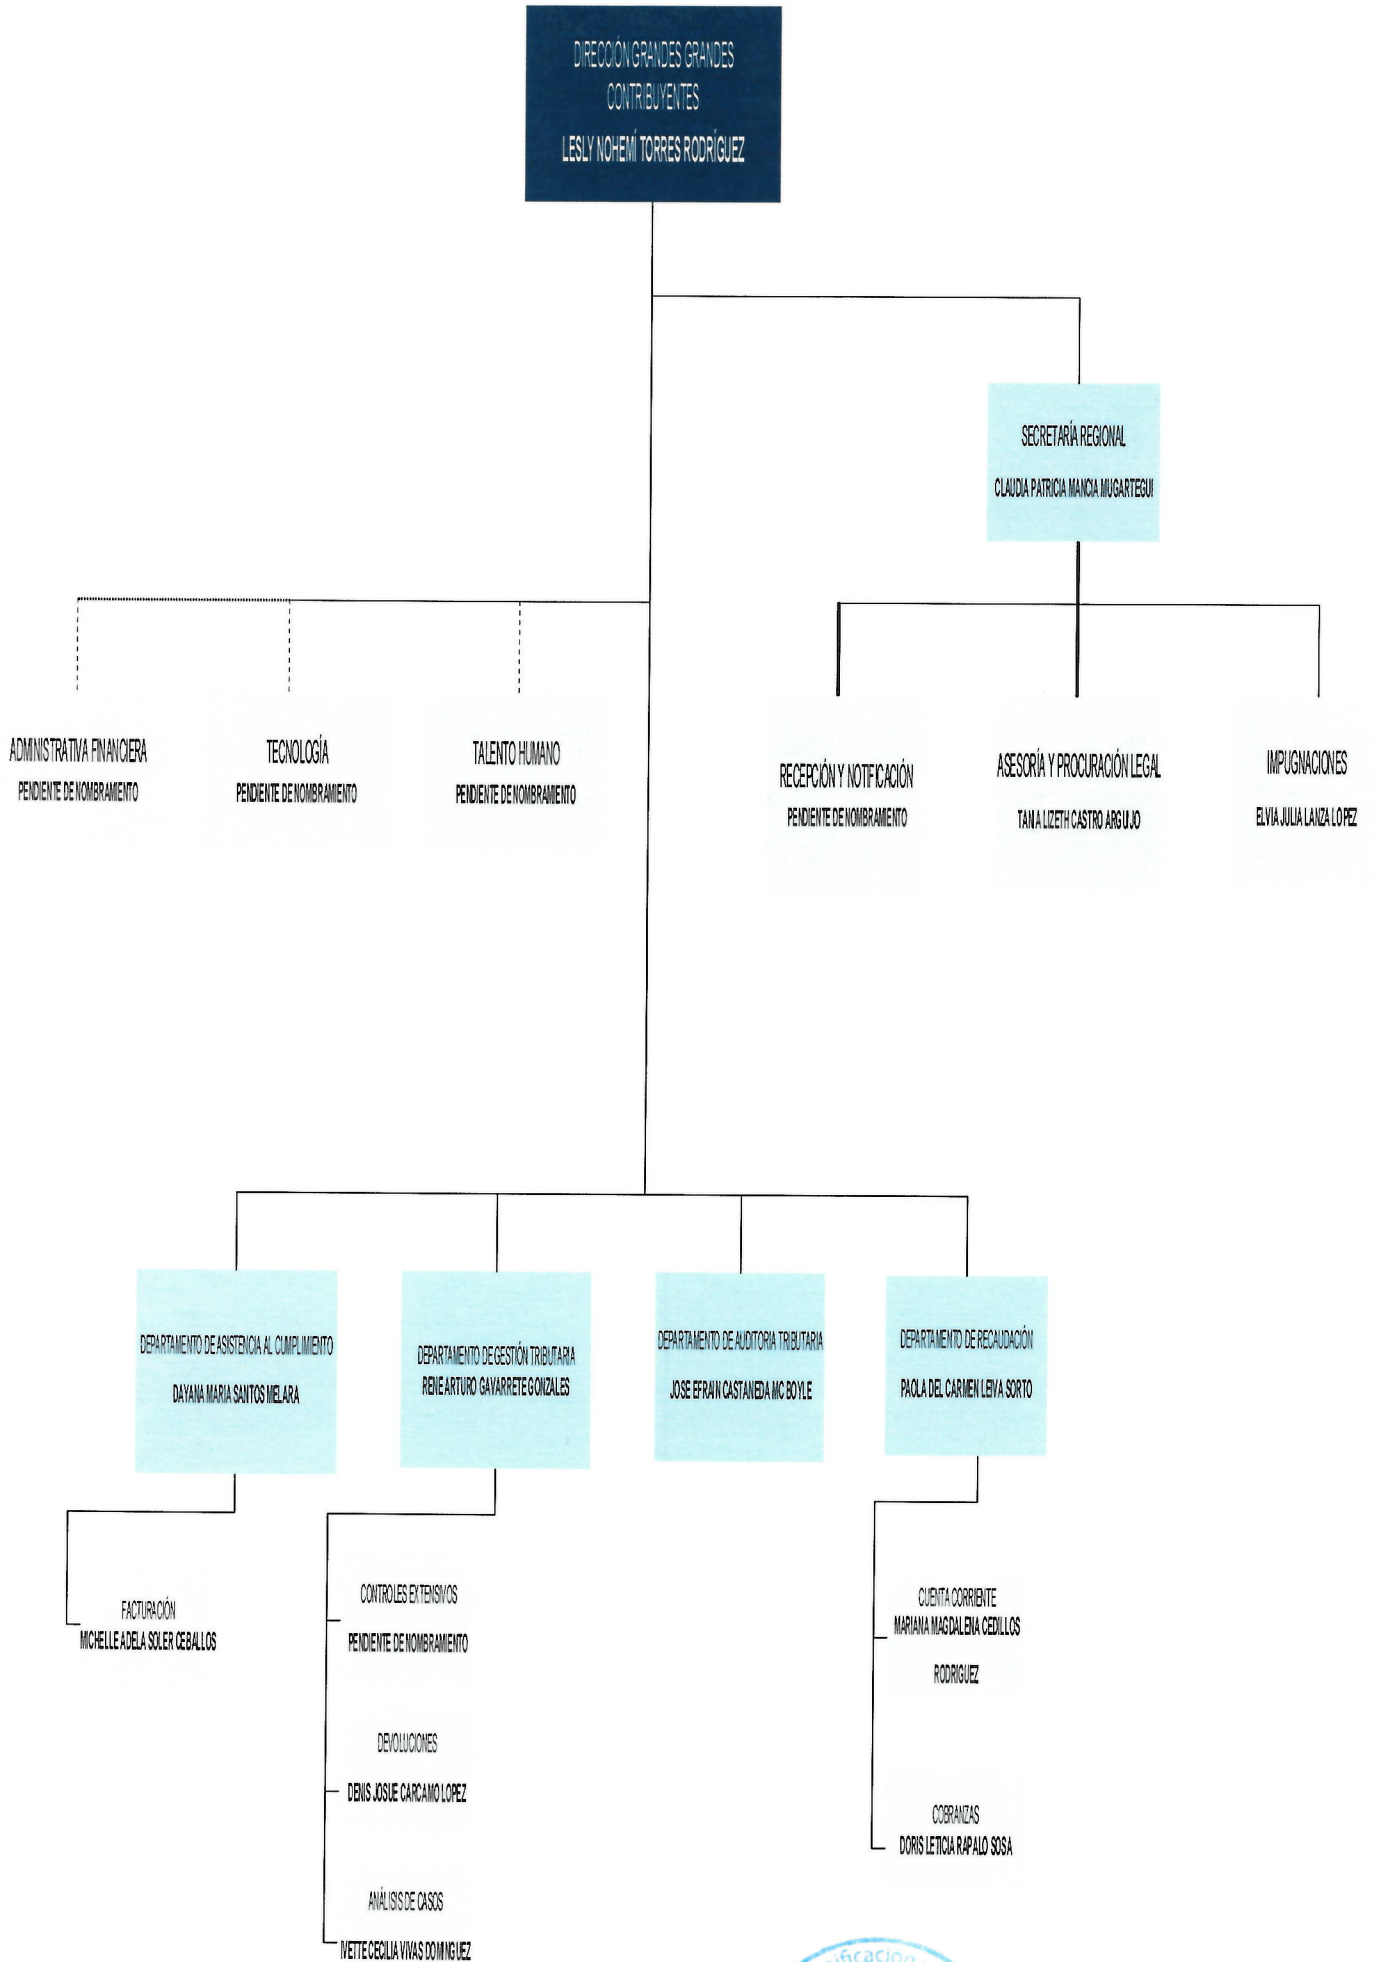 DIRECCIÓN GRANDES GRANDES
CONTRIBUYENTES
LESLY NOHEMÍ TORRES RODRÍGUEZ
SECRETARÍA REGIONAL
CLAUDIA PATRICIA MANCIA MUGARTEGUI
ADMINISTRATIVA FINANCIERA
PENDIENTE DE NOMBRAMIENTO
TECNOLOGÍA
PENDIENTE DE NOMBRAMIENTO
TALENTO HUMANO
PENDIENTE DE NOMBRAMIENTO
RECEPCIÓN Y NOTIFICACIÓN
PENDIENTE DE NOMBRAMIENTO
ASESORÍA Y PROCURACIÓN LEGAL
TANIA LIZETH CASTRO ARGUIJO
IMPUGNACIONES
ELVIA JULIA LANZA LOPEZ
DEPARTAMENTO DE ASISTENCIA AL CUMPLIMIENTO
DAYANA MARIA SANTOS MELARA
DEPARTAMENTO DE GESTIÓN TRIBUTARIA
RENE ARTURO GAVARRETE GONZALES
DEPARTAMENTO DE AUDITORIA TRIBUTARIA
JOSE EFRAIN CASTANEDA MC BOYLE
DEPARTAMENTO DE RECAUDACIÓN
PAOLA DEL CARMEN LEIVA SORTO
FACTURACIÓN
MICHELLE ADELA SOLER CEBALLOS
CONTROLES EXTENSIVOS
PENDIENTE DE NOMBRAMIENTO
DEVOLUCIONES
DENIS JOSUE CARCAMO LOPEZ
ANÁLISIS DE CASOS
IVETTE CECILIA VIVAS DOMINGUEZ
CUENTA CORRIENTE
MARIANA MAGDALENA CEDILLOS
RODRIGUEZ
COBRANZAS
DORIS LETICIA RAPALO SOSA